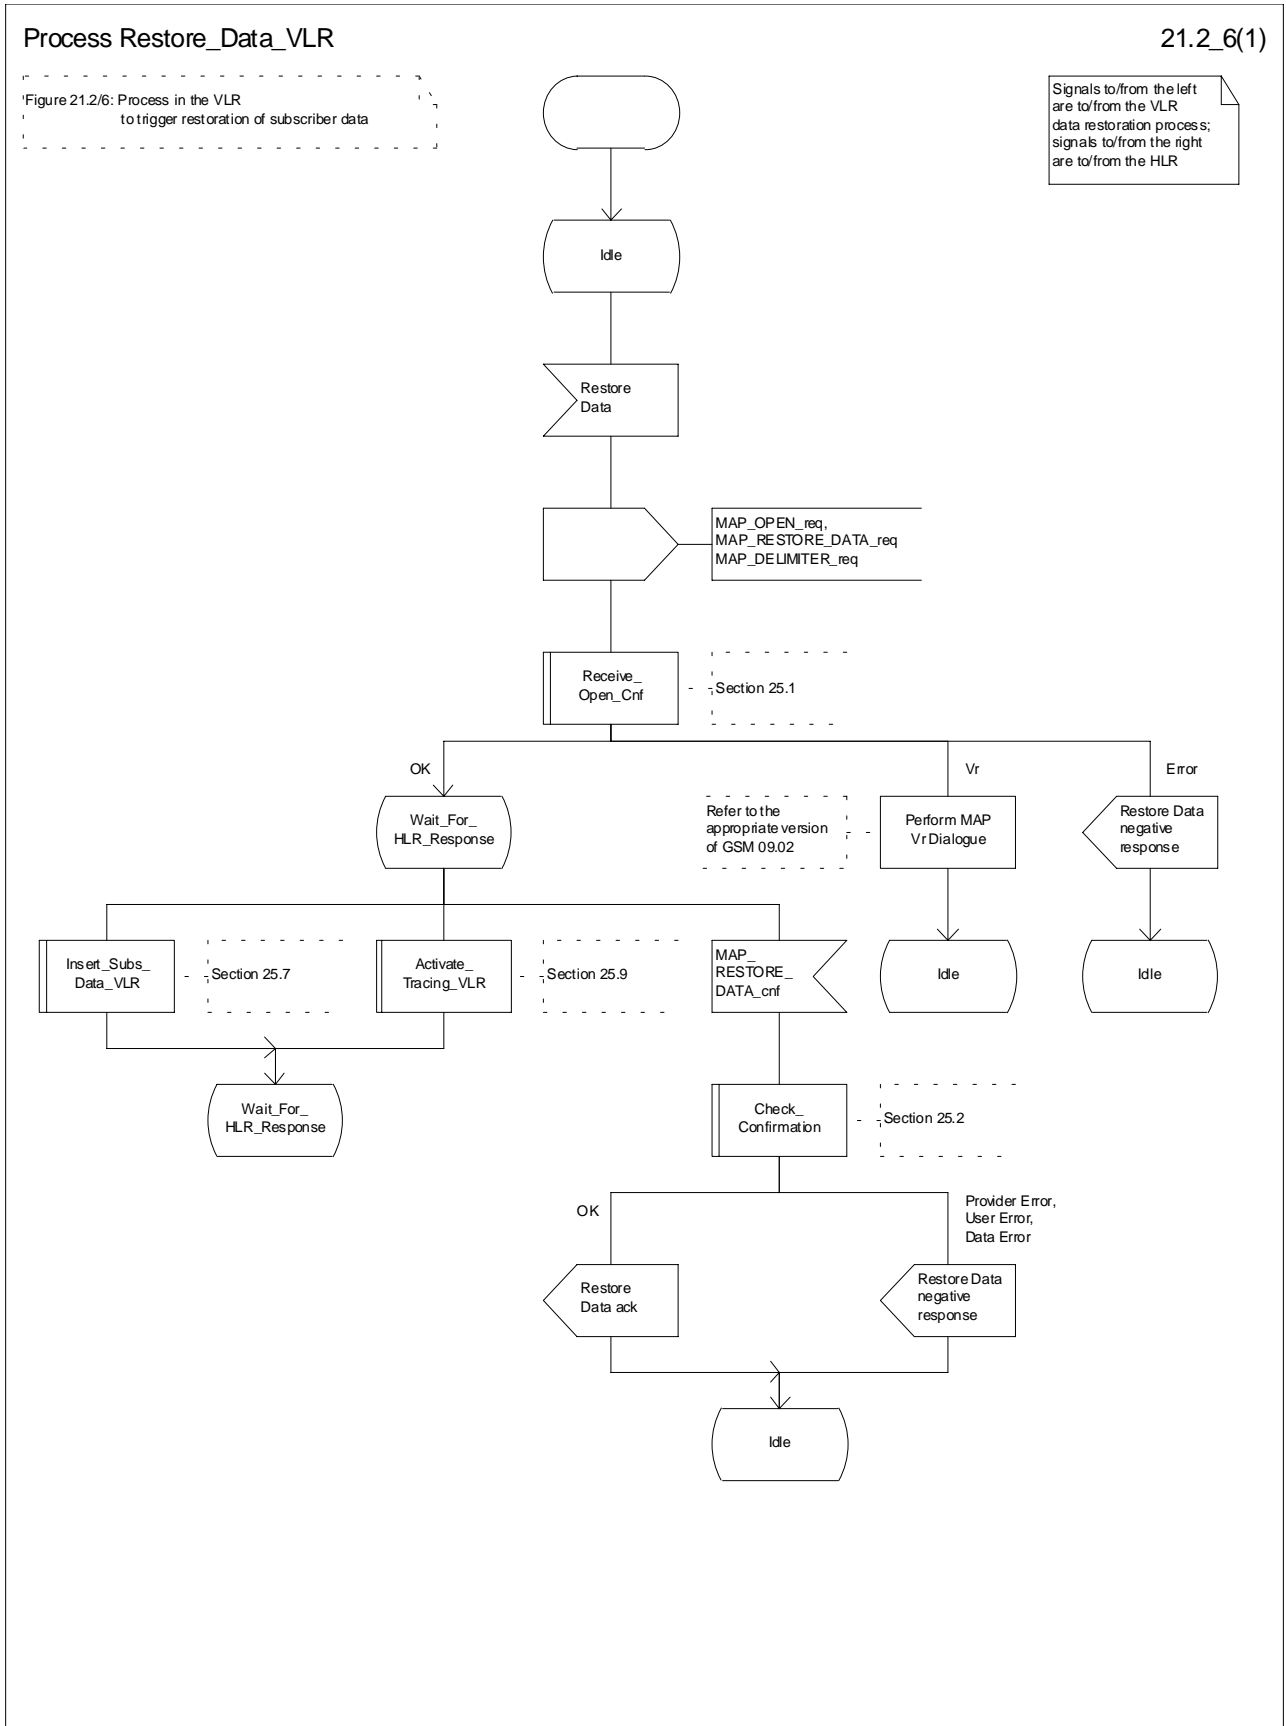 Process Restore_Data_VLR
21.2_6(1)
Figure 21.2/6: Process in the VLR
to trigger restoration of subscriber data
Signals to/from the left
are to/from the VLR
data restoration process;
signals to/from the right
are to/from the HLR
Idle
Restore
Data
MAP_OPEN_req,
MAP_RESTORE_DATA_req
MAP_DELIMITER_req
Receive_
Open_Cnf
Section 25.1
OK
Vr
Error
Wait_For_
HLR_Response
Refer to the
appropriate version
of GSM 09.02
Perform MAP
Vr Dialogue
Restore Data
negative
response
Insert_Subs_
Data_VLR
Section 25.7
Activate_
Tracing_VLR
Section 25.9
MAP_
RESTORE_
DATA_cnf
Idle
Idle
Wait_For_
HLR_Response
Check_
Confirmation
Section 25.2
OK
Provider Error,
User Error,
Data Error
Restore
Data ack
Restore Data
negative
response
Idle